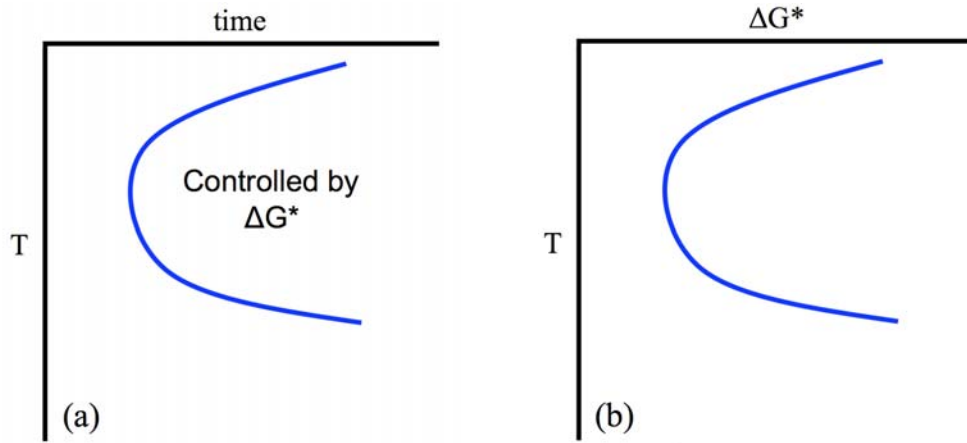 time
Controlled by
ΔG*
T
(a)
ΔG*
T
(b)